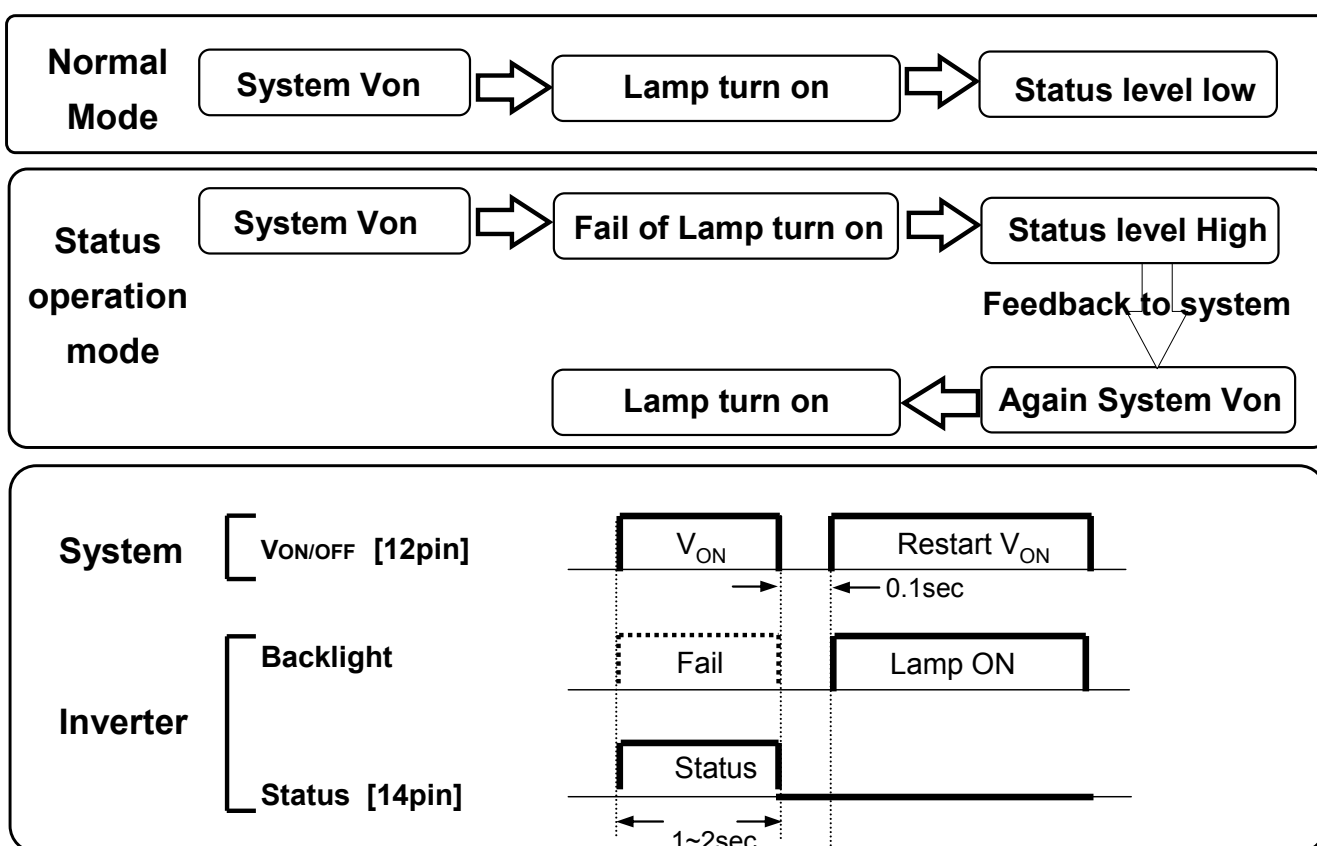 Normal
Mode
System Von
Lamp turn on
Status level low
Status
operation
mode
System Von
Fail of Lamp turn on
Status level High
Feedback to system
Lamp turn on
Again System Von
System
VON/OFF [12pin]
VON
Restart VON
0.1sec
Inverter
Backlight
Fail
Lamp ON
Status [14pin]
Status
1~2sec